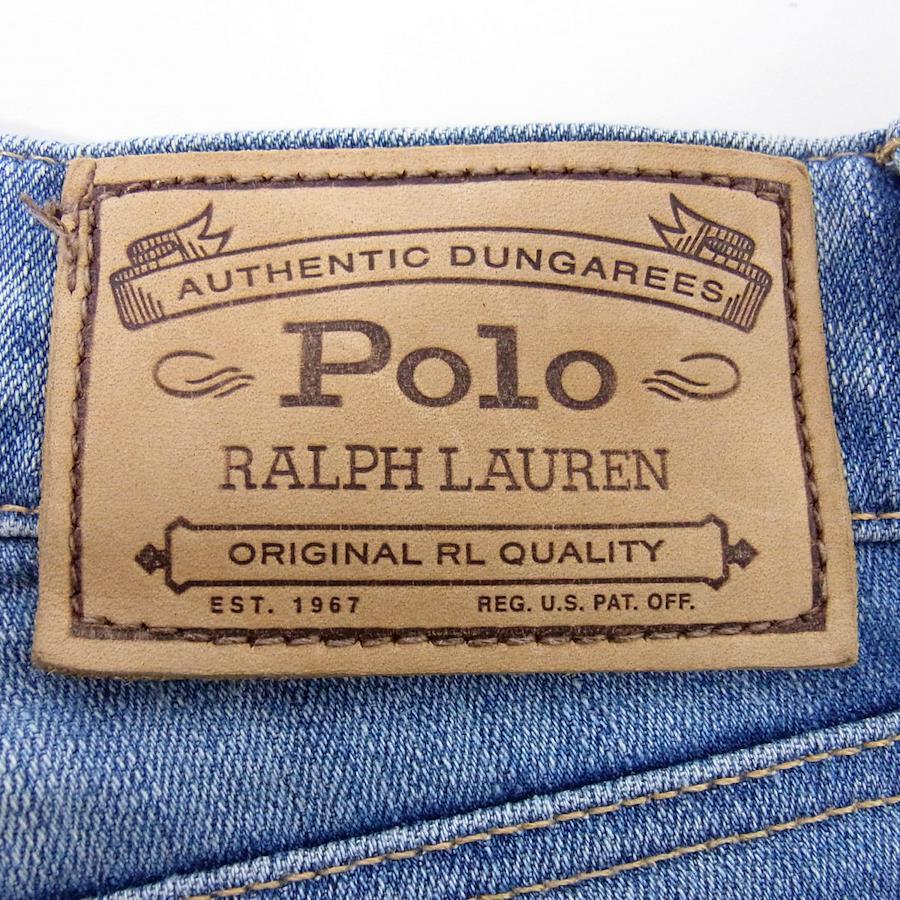 AUTHENTIC DUNGAREES
Polo
RALPH LAUREN
ORIGINAL RL QUALITY
EST. 1967 REG. U.S. PAT. OFF.